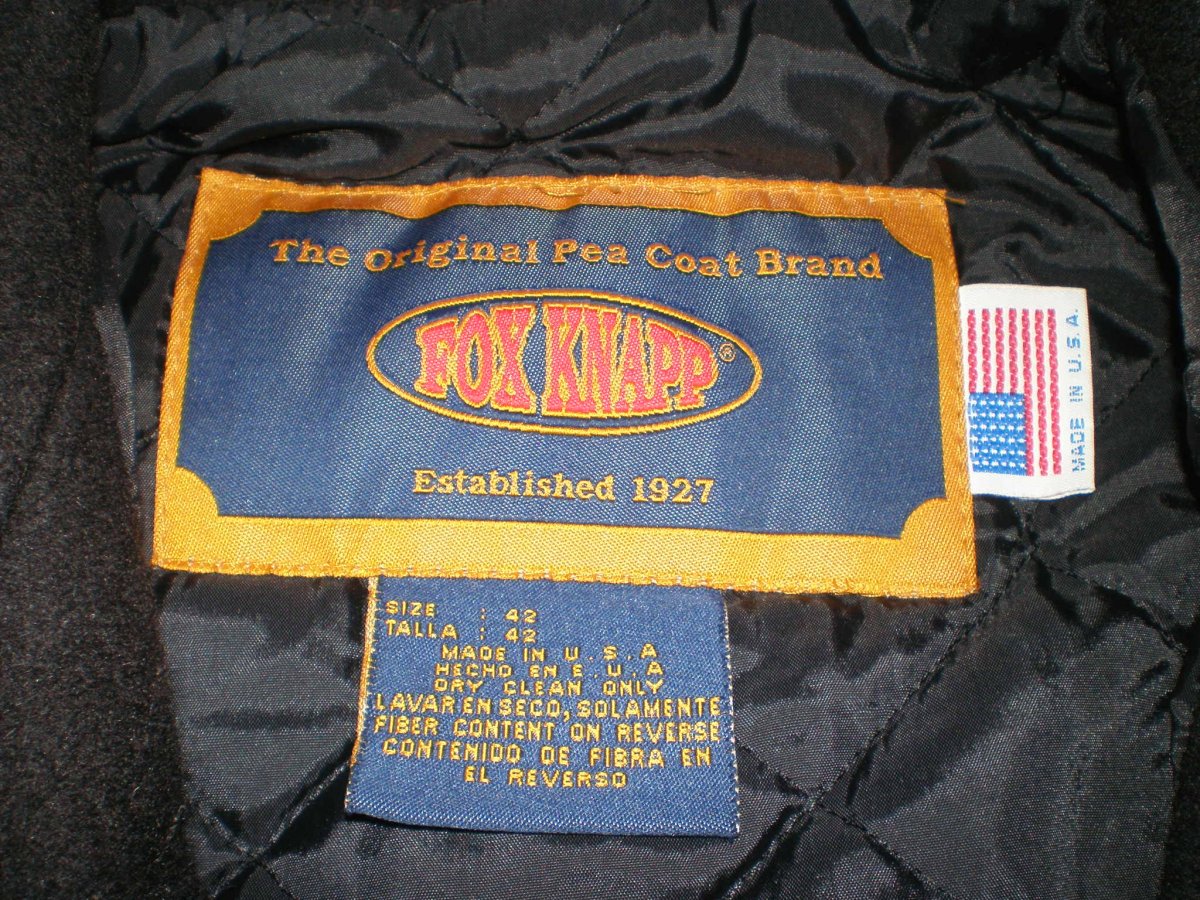 The Original Pea Coat Brand
FOX KNAPP®
Established 1927
MADE IN U.S.A.
SIZE : 42
TALLA : 42
MADE IN U.S.A
HECHO EN E.U.A
DRY CLEAN ONLY
LAVAR EN SECO, SOLAMENTE
FIBER CONTENT ON REVERSE
CONTENIDO DE FIBRA EN
EL REVERSO